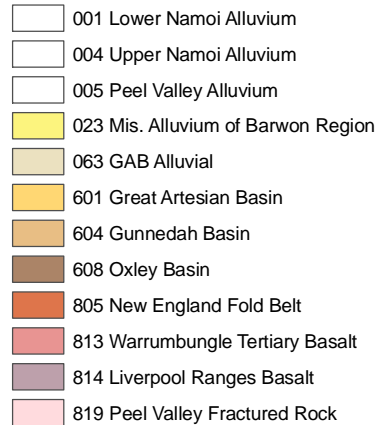 001 Lower Namoi Alluvium
004 Upper Namoi Alluvium
005 Peel Valley Alluvium
023 Mis. Alluvium of Barwon Region
063 GAB Alluvial
601 Great Artesian Basin
604 Gunnedah Basin
608 Oxley Basin
805 New England Fold Belt
813 Warrumbungle Tertiary Basalt
814 Liverpool Ranges Basalt
819 Peel Valley Fractured Rock